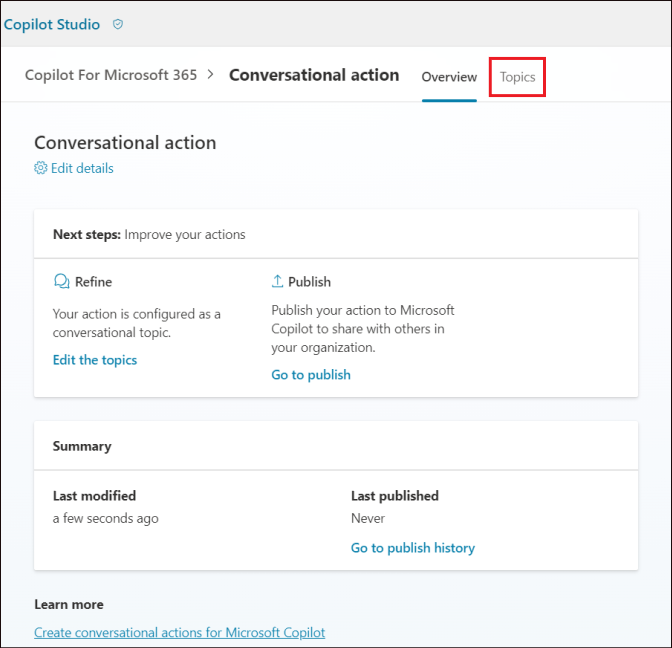 Copilot Studio
Copilot For Microsoft 365 > Conversational action Overview Topics
Conversational action
Edit details
Next steps: Improve your actions
Refine
Your action is configured as a
conversational topic.
Edit the topics
Publish
Publish your action to Microsoft
Copilot to share with others in
your organization.
Go to publish
Summary
Last modified
a few seconds ago
Last published
Never
Go to publish history
Learn more
Create conversational actions for Microsoft Copilot